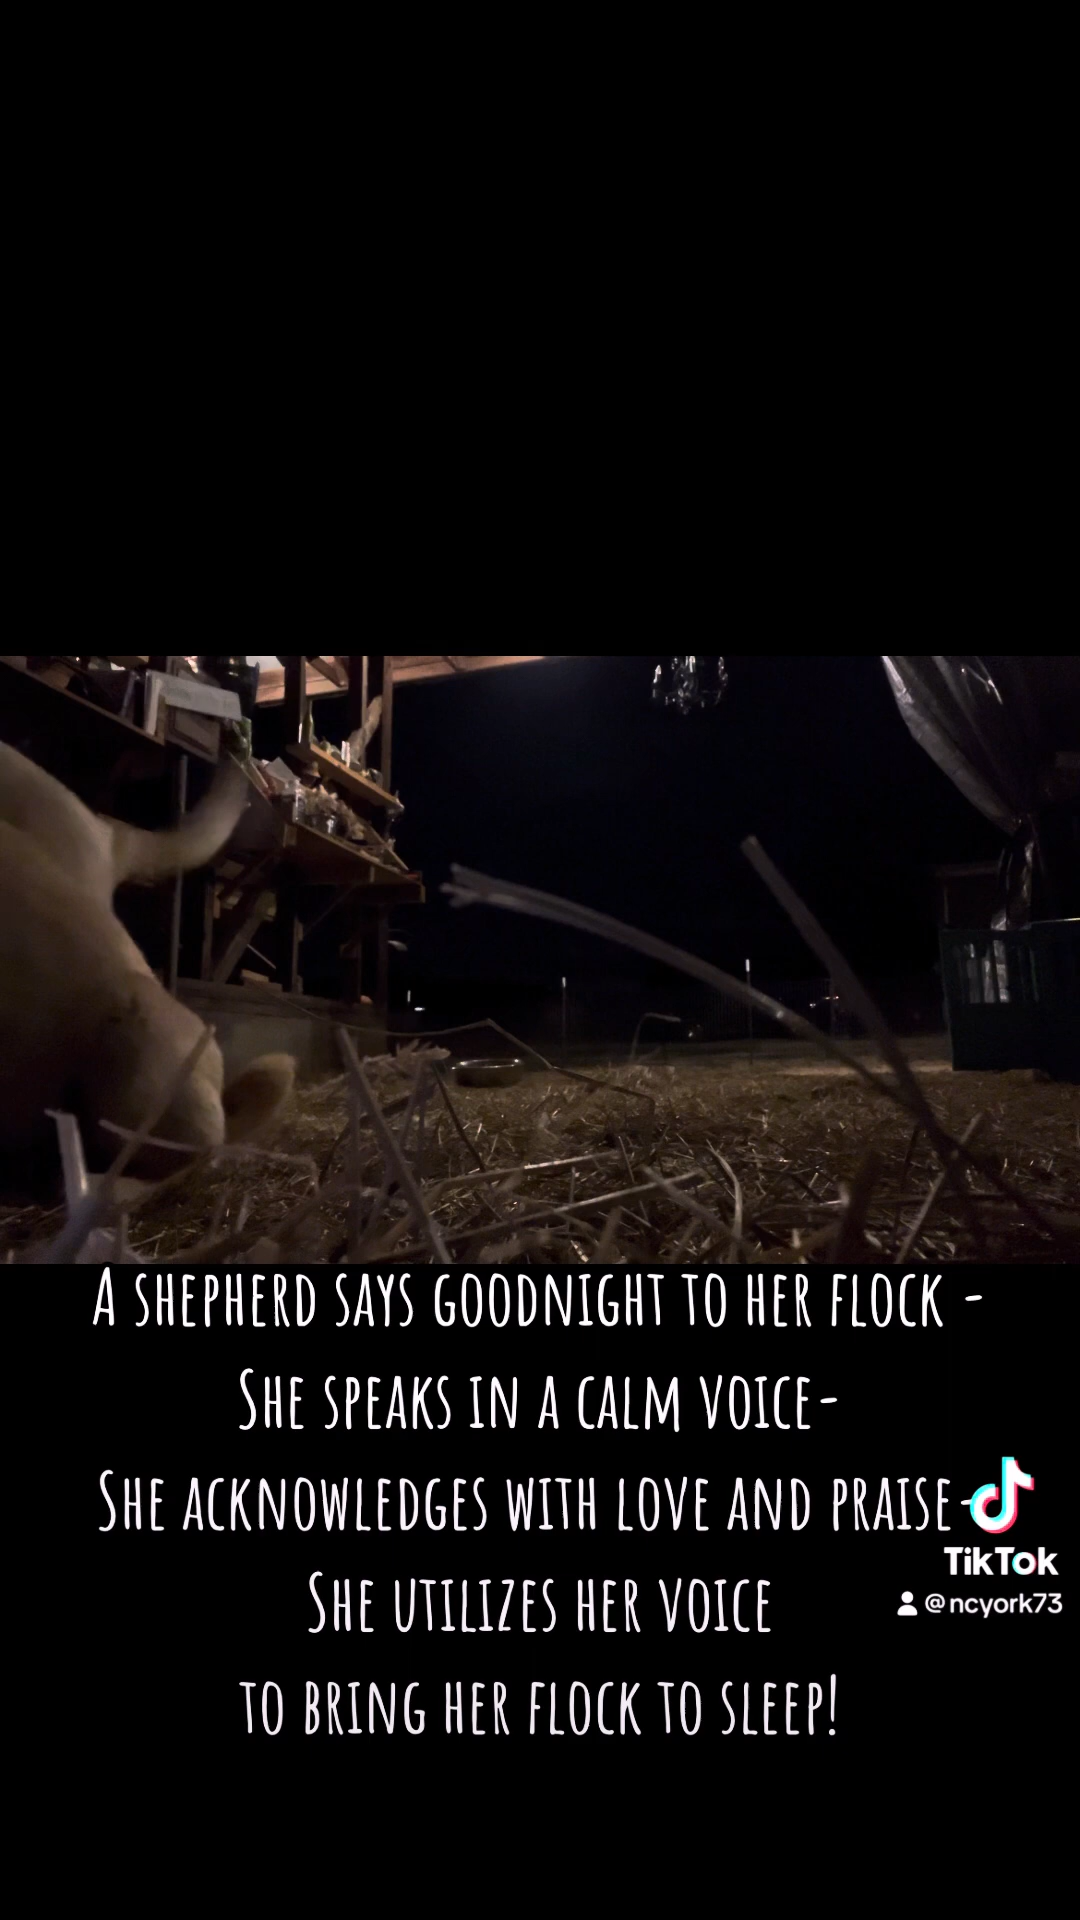 A SHEPHERD SAYS GOODNIGHT TO HER FLOCK -
SHE SPEAKS IN A CALM VOICE-
SHE ACKNOWLEDGES WITH LOVE AND PRAISE-
SHE UTILIZES HER VOICE
TO BRING HER FLOCK TO SLEEP!
TikTok
@ncyork73